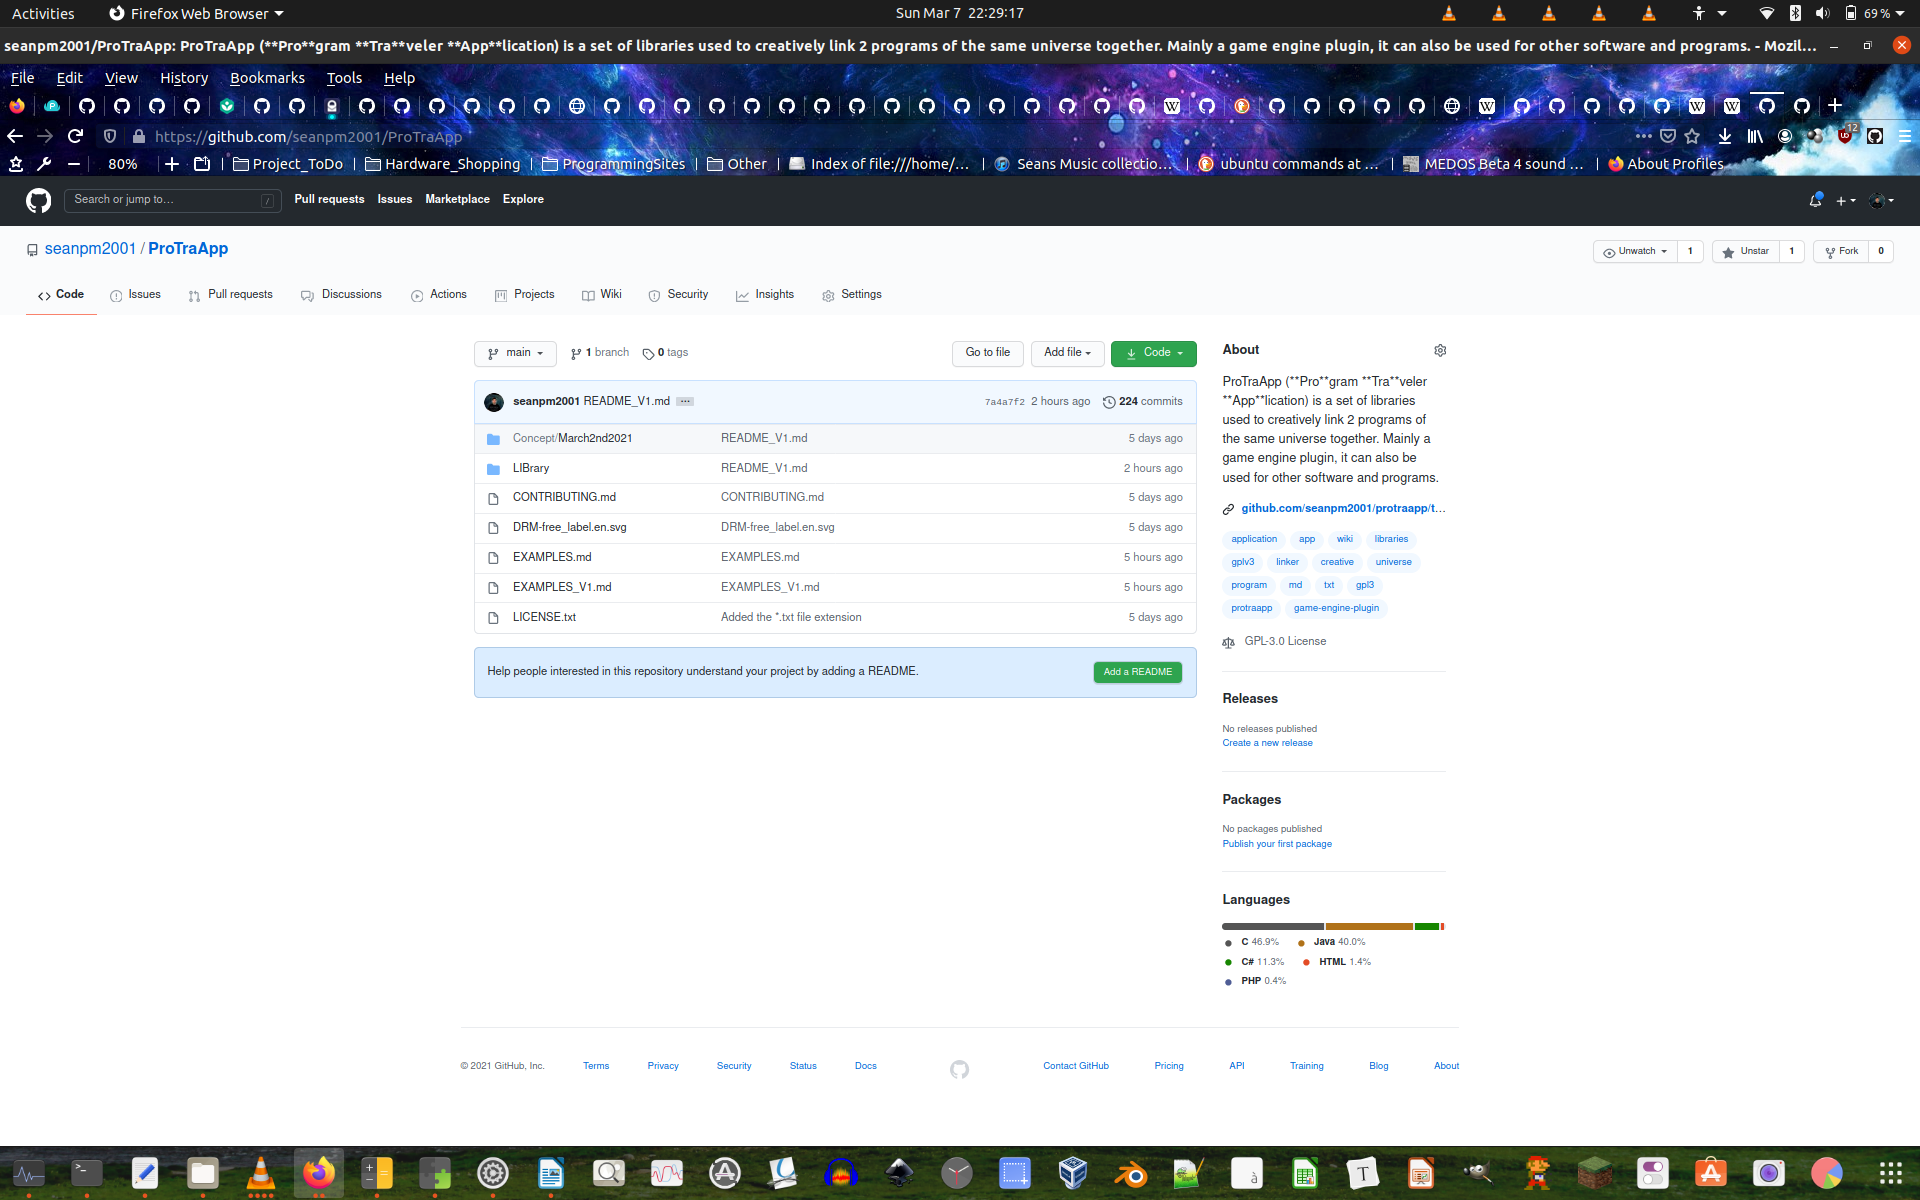 Activities
Firefox Web Browser
Sun Mar 7 22:29:17
69 %
seanpm2001/ProTraApp: ProTraApp (**Pro**gram **Tra**veler **App**lication) is a set of libraries used to creatively link 2 programs of the same universe together. Mainly a game engine plugin, it can also be used for other software and programs. - Mozil...
File Edit View History Bookmarks Tools Help
https://github.com/seanpm2001/ProTraApp
12
80%
Project_ToDo
Hardware_Shopping
ProgrammingSites
Other
Index of file:///home/...
Seans Music collectio...
ubuntu commands at ...
MEDOS Beta 4 sound ...
About Profiles
Search or jump to...
/
Pull requests Issues Marketplace Explore
seanpm2001 / ProTraApp
Unwatch 1
Unstar 1
Fork 0
Code
Issues
Pull requests
Discussions
Actions
Projects
Wiki
Security
Insights
Settings
main
1 branch
0 tags
Go to file
Add file
Code
seanpm2001 README_V1.md ...
7a4a7f2 2 hours ago 224 commits
Concept/March2nd2021 README_V1.md 5 days ago
LIBrary README_V1.md 2 hours ago
CONTRIBUTING.md CONTRIBUTING.md 5 days ago
DRM-free_label.en.svg DRM-free_label.en.svg 5 days ago
EXAMPLES.md EXAMPLES.md 5 hours ago
EXAMPLES_V1.md EXAMPLES_V1.md 5 hours ago
LICENSE.txt Added the *.txt file extension 5 days ago
Help people interested in this repository understand your project by adding a README.
Add a README
About
ProTraApp (**Pro**gram **Tra**veler
**App**lication) is a set of libraries
used to creatively link 2 programs of
the same universe together. Mainly a
game engine plugin, it can also be
used for other software and programs.
github.com/seanpm2001/protraapp/t...
application app wiki libraries
gplv3 linker creative universe
program md txt gpl3
protraapp game-engine-plugin
GPL-3.0 License
Releases
No releases published
Create a new release
Packages
No packages published
Publish your first package
Languages
C 46.9% Java 40.0%
C# 11.3% HTML 1.4%
PHP 0.4%
© 2021 GitHub, Inc. Terms Privacy Security Status Docs Contact GitHub Pricing API Training Blog About